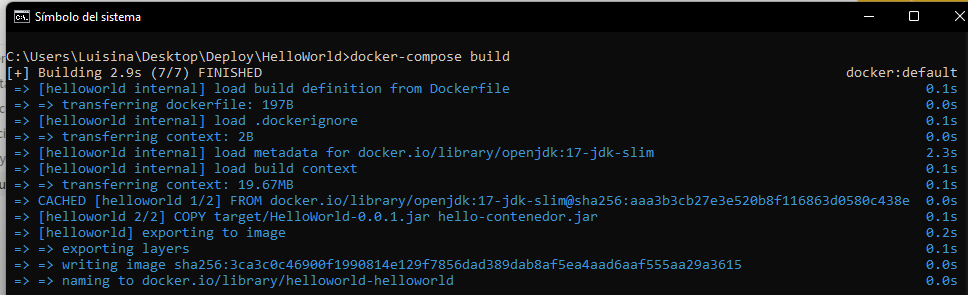 Símbolo del sistema
C:\Users\Luisina\Desktop\Deploy\HelloWorld>docker-compose build
[+] Building 2.9s (7/7) FINISHED docker:default
=> [helloworld internal] load build definition from Dockerfile 0.1s
=> => transferring dockerfile: 197B 0.0s
=> [helloworld internal] load .dockerignore 0.1s
=> => transferring context: 2B 0.0s
=> [helloworld internal] load metadata for docker.io/library/openjdk:17-jdk-slim 2.3s
=> [helloworld internal] load build context 0.1s
=> => transferring context: 19.67MB 0.1s
=> CACHED [helloworld 1/2] FROM docker.io/library/openjdk:17-jdk-slim@sha256:aaa3b3cb27e3e520b8f116863d0580c438e 0.0s
=> [helloworld 2/2] COPY target/HelloWorld-0.0.1.jar hello-contenedor.jar 0.1s
=> [helloworld] exporting to image 0.2s
=> => exporting layers 0.1s
=> => writing image sha256:3ca3c0c46900f1990814e129f7856dad389dab8af5ea4aad6aaf555aa29a3615 0.0s
=> => naming to docker.io/library/helloworld-helloworld 0.0s